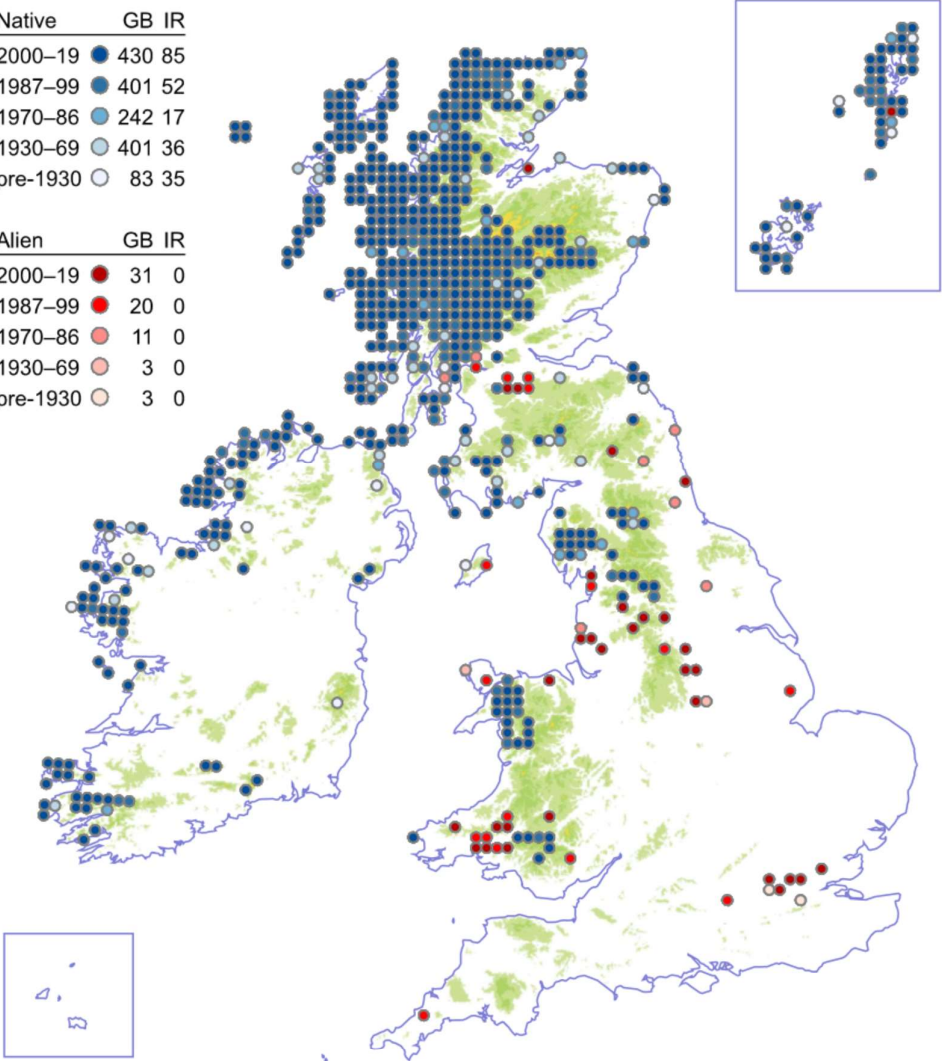 Native GB IR
2000–19 430 85
1987–99 401 52
1970–86 242 17
1930–69 401 36
pre-1930 83 35
Alien GB IR
2000–19 31 0
1987–99 20 0
1970–86 11 0
1930–69 3 0
pre-1930 3 0